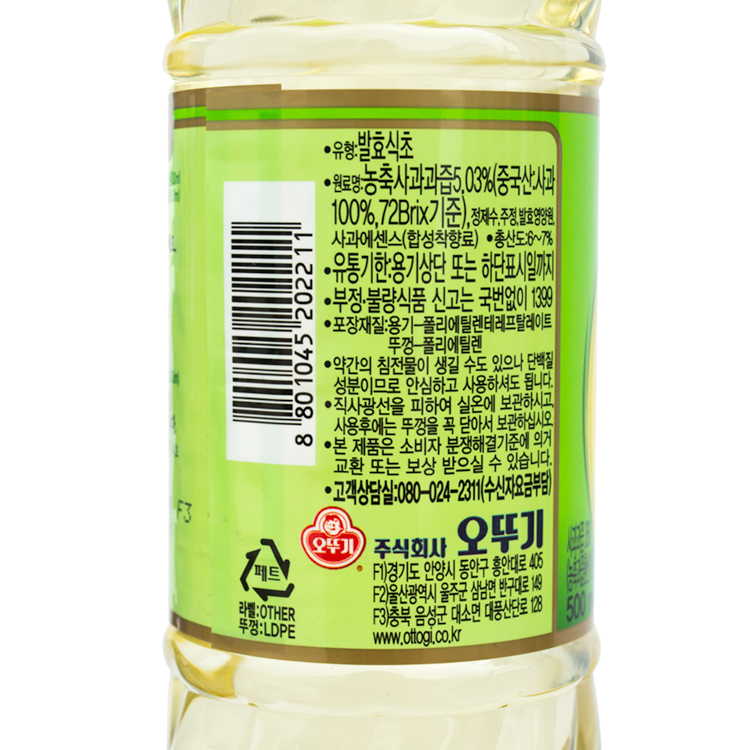 •유형:발효식초
•원료명:농축사과과즙5.03%(중국산:사과
100%,72Brix기준),정제수,주정,발효영양원,
사과에센스(합성착향료) •총산도:6~7%
•유통기한:용기상단 또는 하단표시일까지
•부정·불량식품 신고는 국번없이 1399
•포장재질:용기-폴리에틸렌테레프탈레이트
뚜껑-폴리에틸렌
•약간의 침전물이 생길 수도 있으나 단백질
성분이므로 안심하고 사용하셔도 됩니다.
•직사광선을 피하여 실온에 보관하시고,
사용후에는 뚜껑을 꼭 닫아서 보관하십시오.
•본 제품은 소비자 분쟁해결기준에 의거
교환 또는 보상 받으실 수 있습니다.
•고객상담실:080-024-2311(수신자요금부담)
8 801045 202211
F3
오뚜기
주식회사 오뚜기
F1)경기도 안양시 동안구 흥안대로 405
F2)울산광역시 울주군 삼남면 반구대로 149
F3)충북 음성군 대소면 대풍산단로 128
www.ottogi.co.kr
페트
라벨:OTHER
뚜껑:LDPE
500